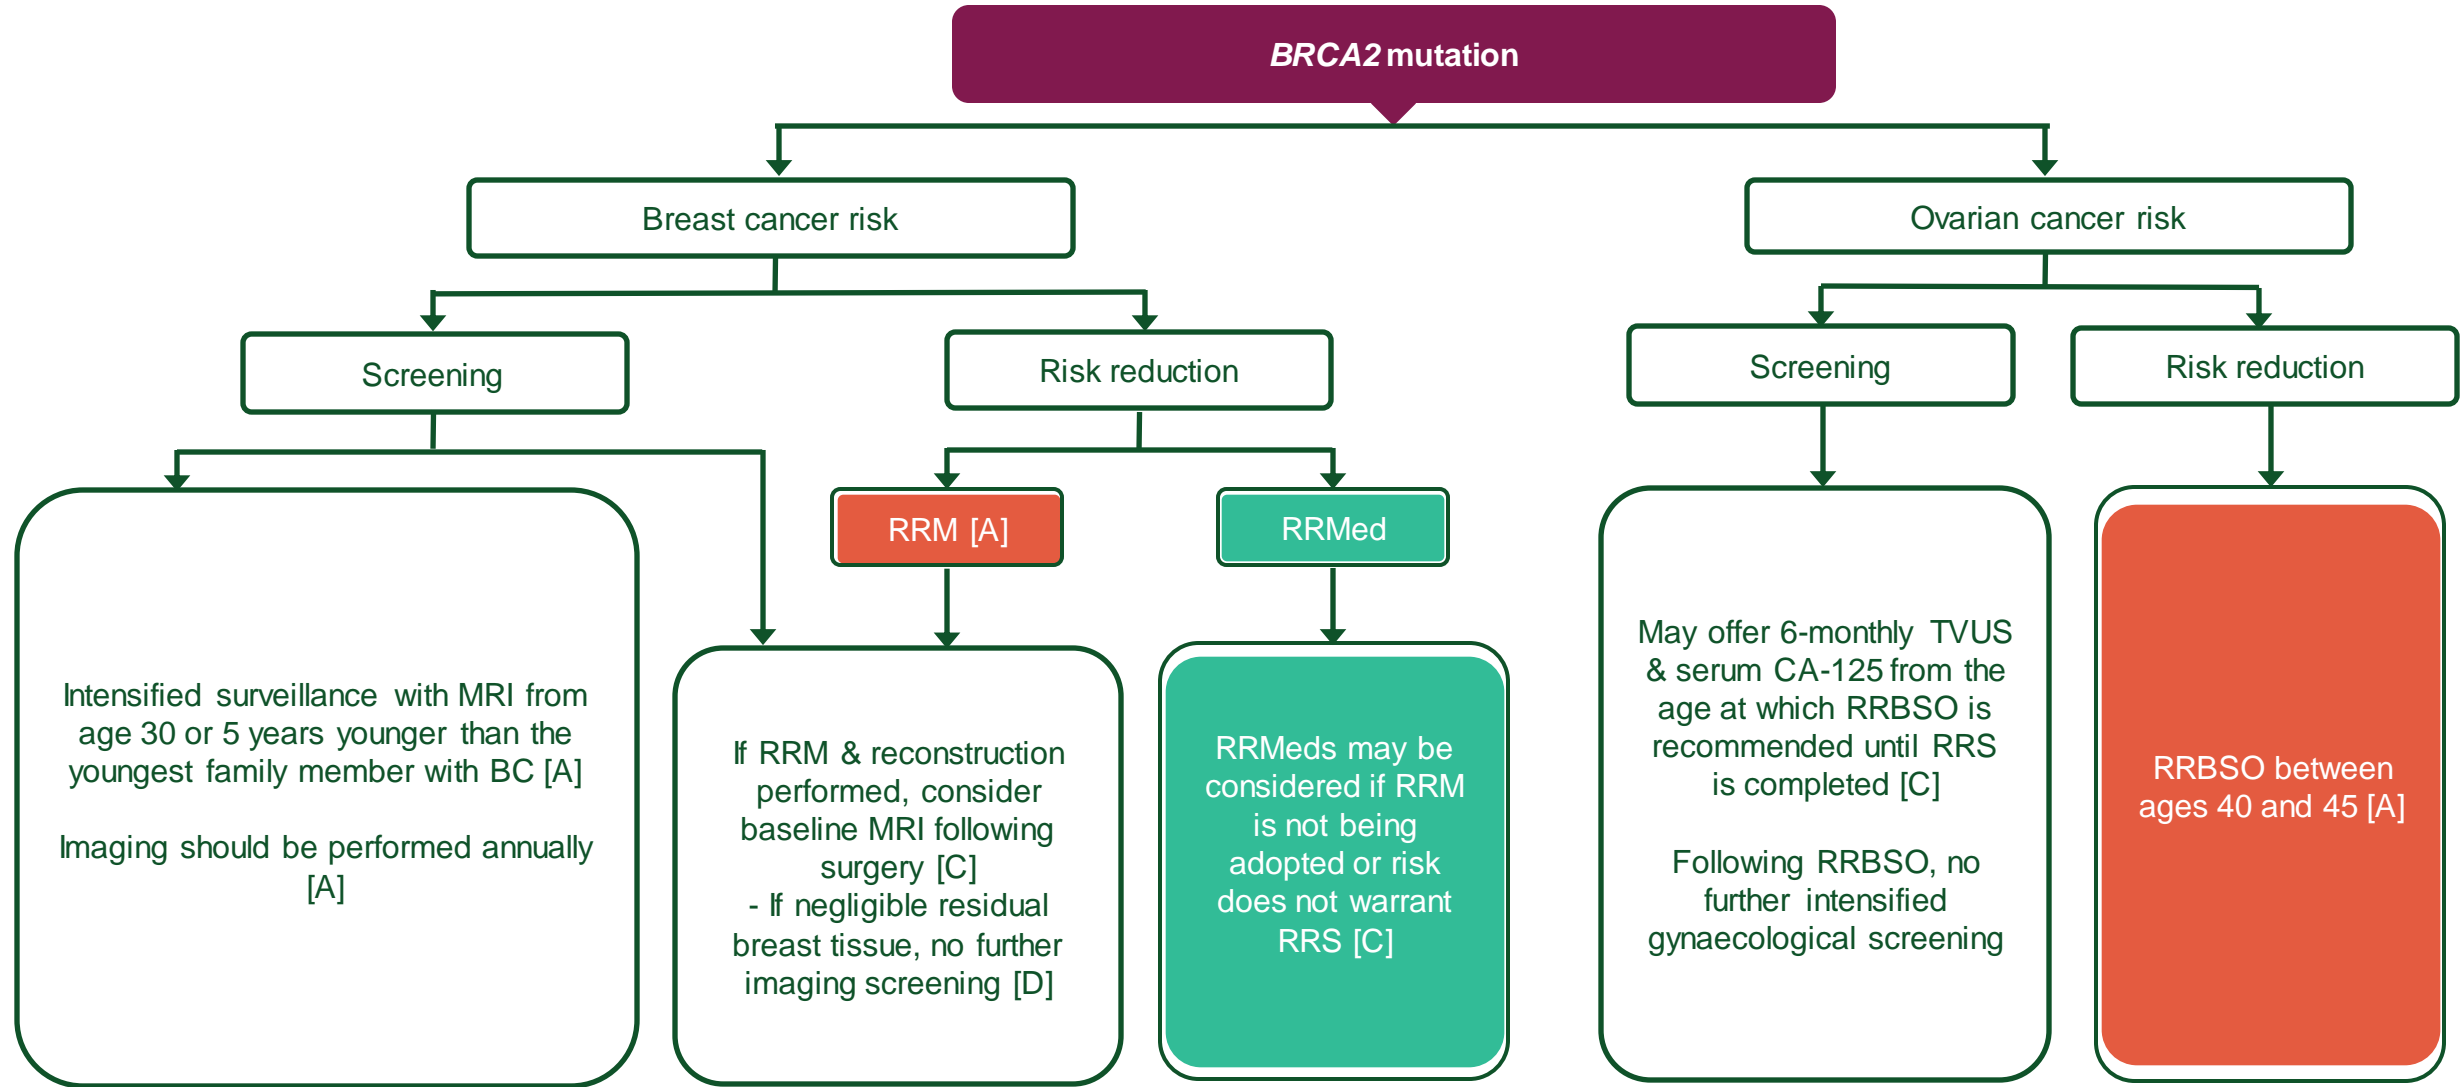 BRCA2 mutation
Breast cancer risk
Ovarian cancer risk
Screening
Risk reduction
Screening
Risk reduction
RRM [A]
RRMed
Intensified surveillance with MRI from
age 30 or 5 years younger than the
youngest family member with BC [A]
Imaging should be performed annually
[A]
If RRM & reconstruction
performed, consider
baseline MRI following
surgery [C]
- If negligible residual
breast tissue, no further
imaging screening [D]
RRMeds may be
considered if RRM
is not being
adopted or risk
does not warrant
RRS [C]
May offer 6-monthly TVUS
& serum CA-125 from the
age at which RRBSO is
recommended until RRS
is completed [C]
Following RRBSO, no
further intensified
gynaecological screening
RRBSO between
ages 40 and 45 [A]